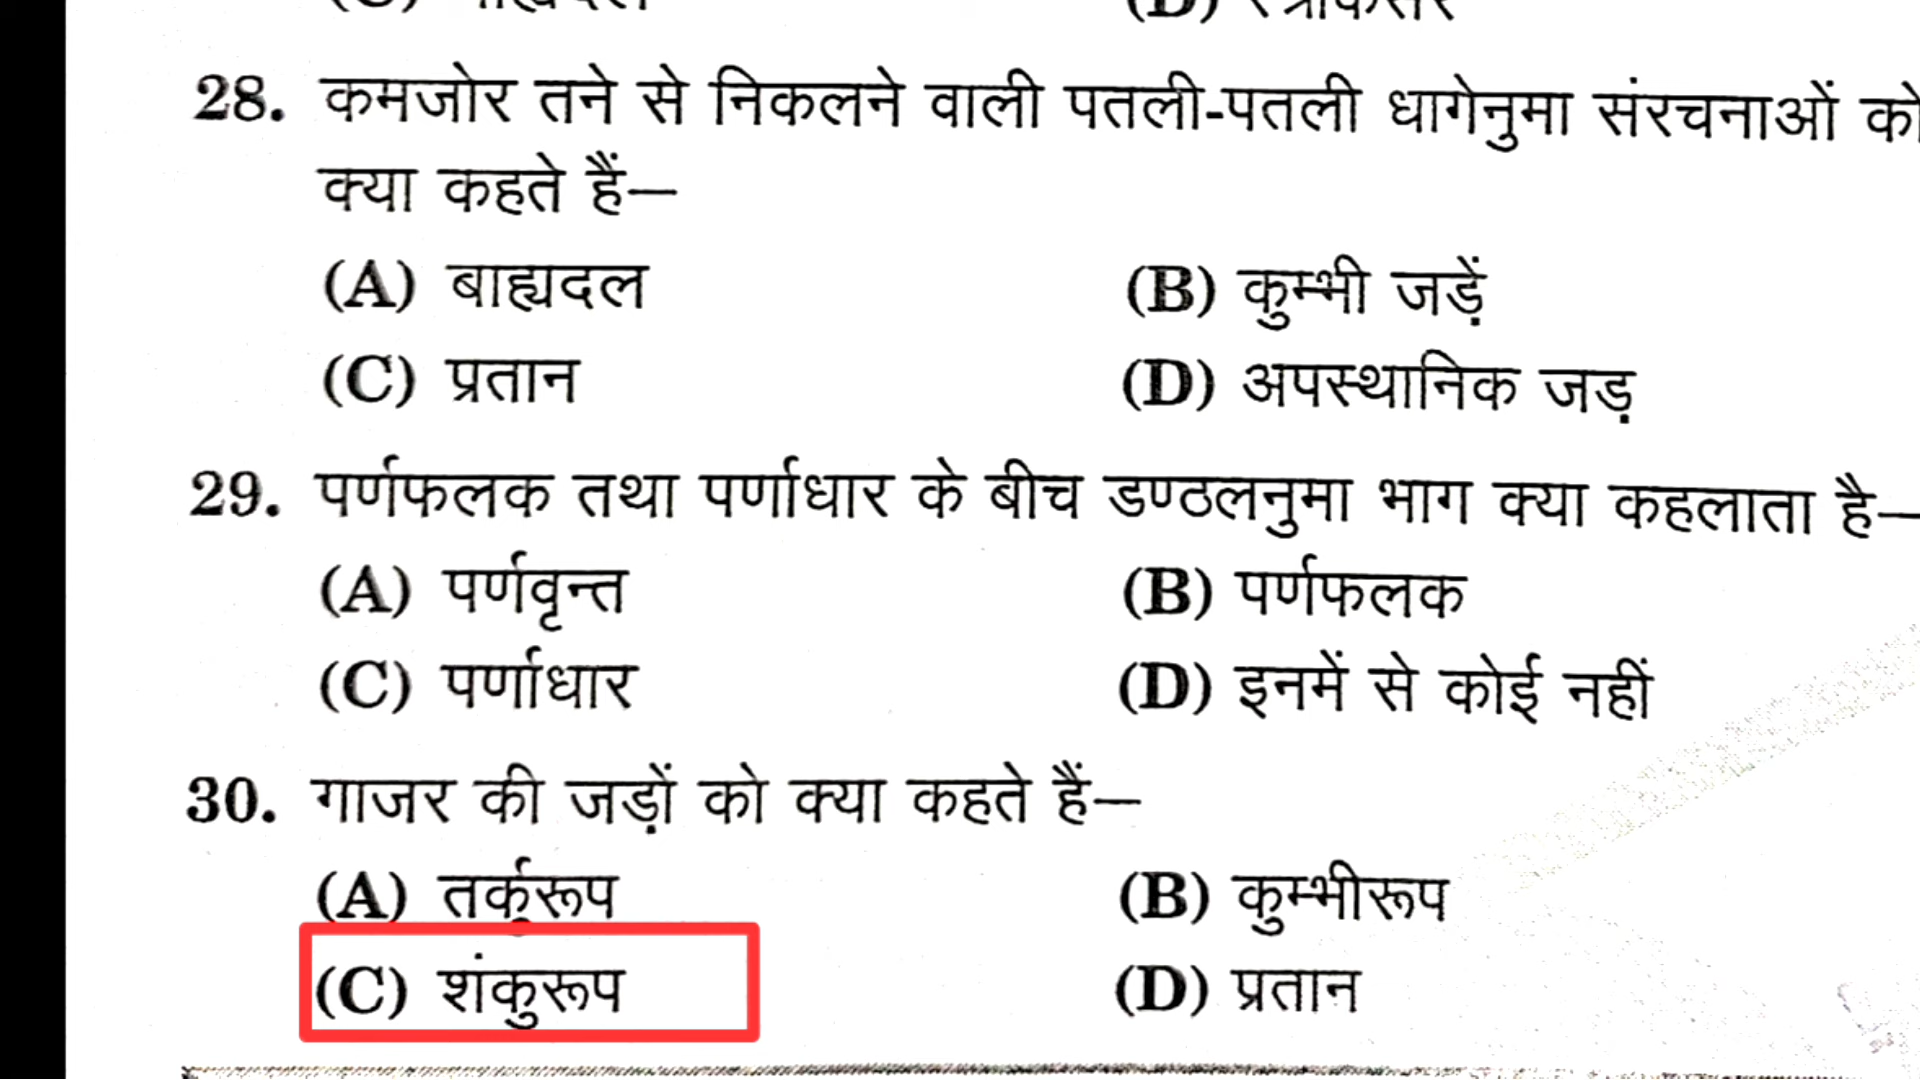 28. कमजोर तने से निकलने वाली पतली-पतली धागेनुमा संरचनाओं को
क्या कहते हैं—
(A) बाह्यदल (B) कुम्भी जड़ें
(C) प्रतान (D) अपस्थानिक जड़
29. पर्णफलक तथा पर्णाधार के बीच डण्ठलनुमा भाग क्या कहलाता है—
(A) पर्णवृन्त (B) पर्णफलक
(C) पर्णाधार (D) इनमें से कोई नहीं
30. गाजर की जड़ों को क्या कहते हैं—
(A) तर्कुरूप (B) कुम्भीरूप
(C) शंकुरूप (D) प्रतान